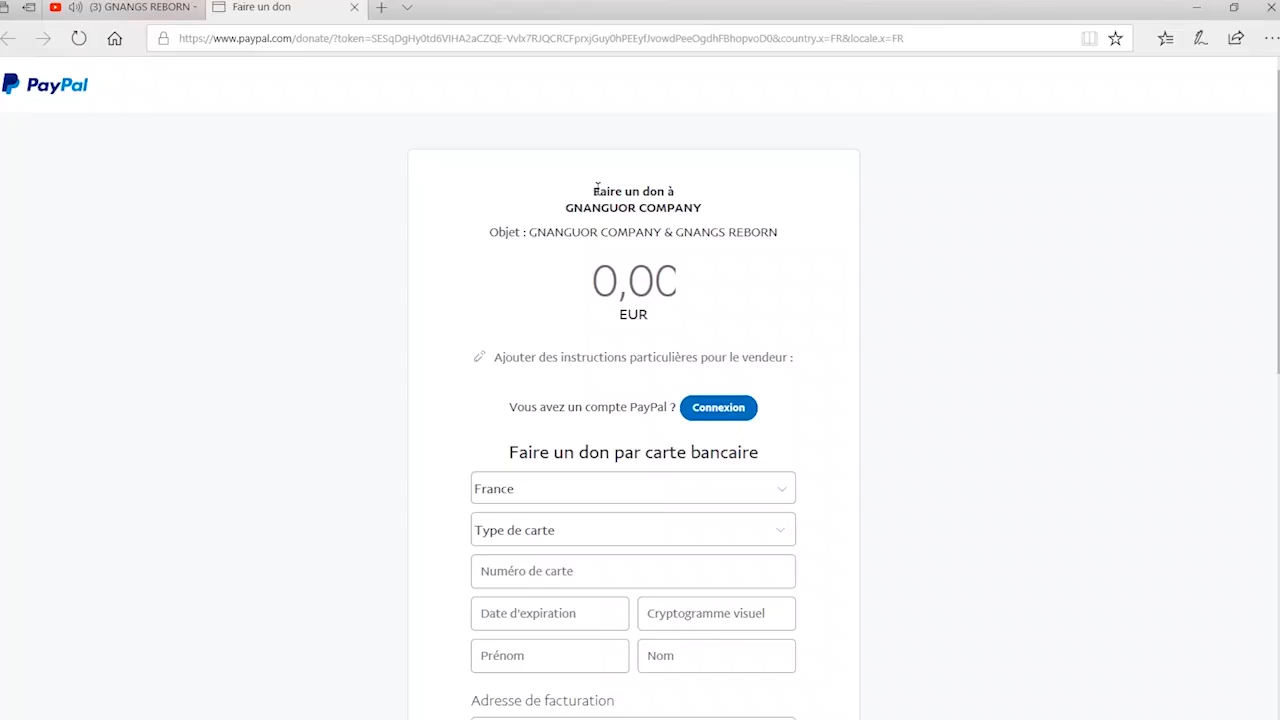 (3) GNANGS REBORN -
Faire un don
https://www.paypal.com/donate/?token=SESqDgHy0td6VIHA2aCZQE-Vvlx7RJQCRCFprxjGuy0hPEEyfJvowdPeeOgdhFBhopvoD0&country.x=FR&locale.x=FR
PayPal
Faire un don à
GNANGUOR COMPANY
Objet : GNANGUOR COMPANY & GNANGS REBORN
0,00
EUR
Ajouter des instructions particulières pour le vendeur :
Vous avez un compte PayPal ? Connexion
Faire un don par carte bancaire
France
Type de carte
Numéro de carte
Date d'expiration Cryptogramme visuel
Prénom Nom
Adresse de facturation